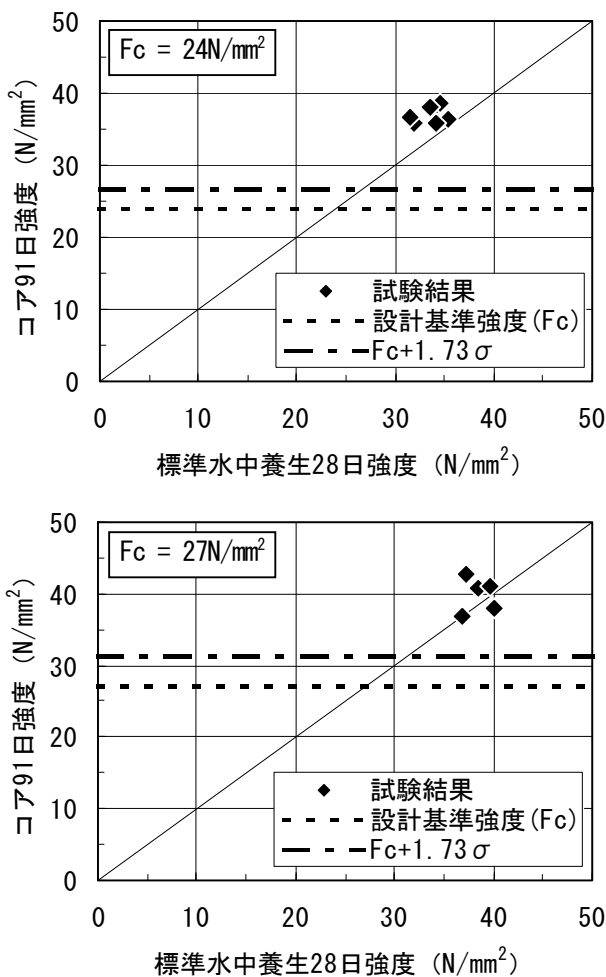 Fc = 24N/mm²
50
40
30
20
10
0
コア91日強度 (N/mm²)
試験結果
設計基準強度(Fc)
Fc+1.73σ
0 10 20 30 40 50
標準水中養生28日強度 (N/mm²)
Fc = 27N/mm²
50
40
30
20
10
0
コア91日強度 (N/mm²)
試験結果
設計基準強度(Fc)
Fc+1.73σ
0 10 20 30 40 50
標準水中養生28日強度 (N/mm²)